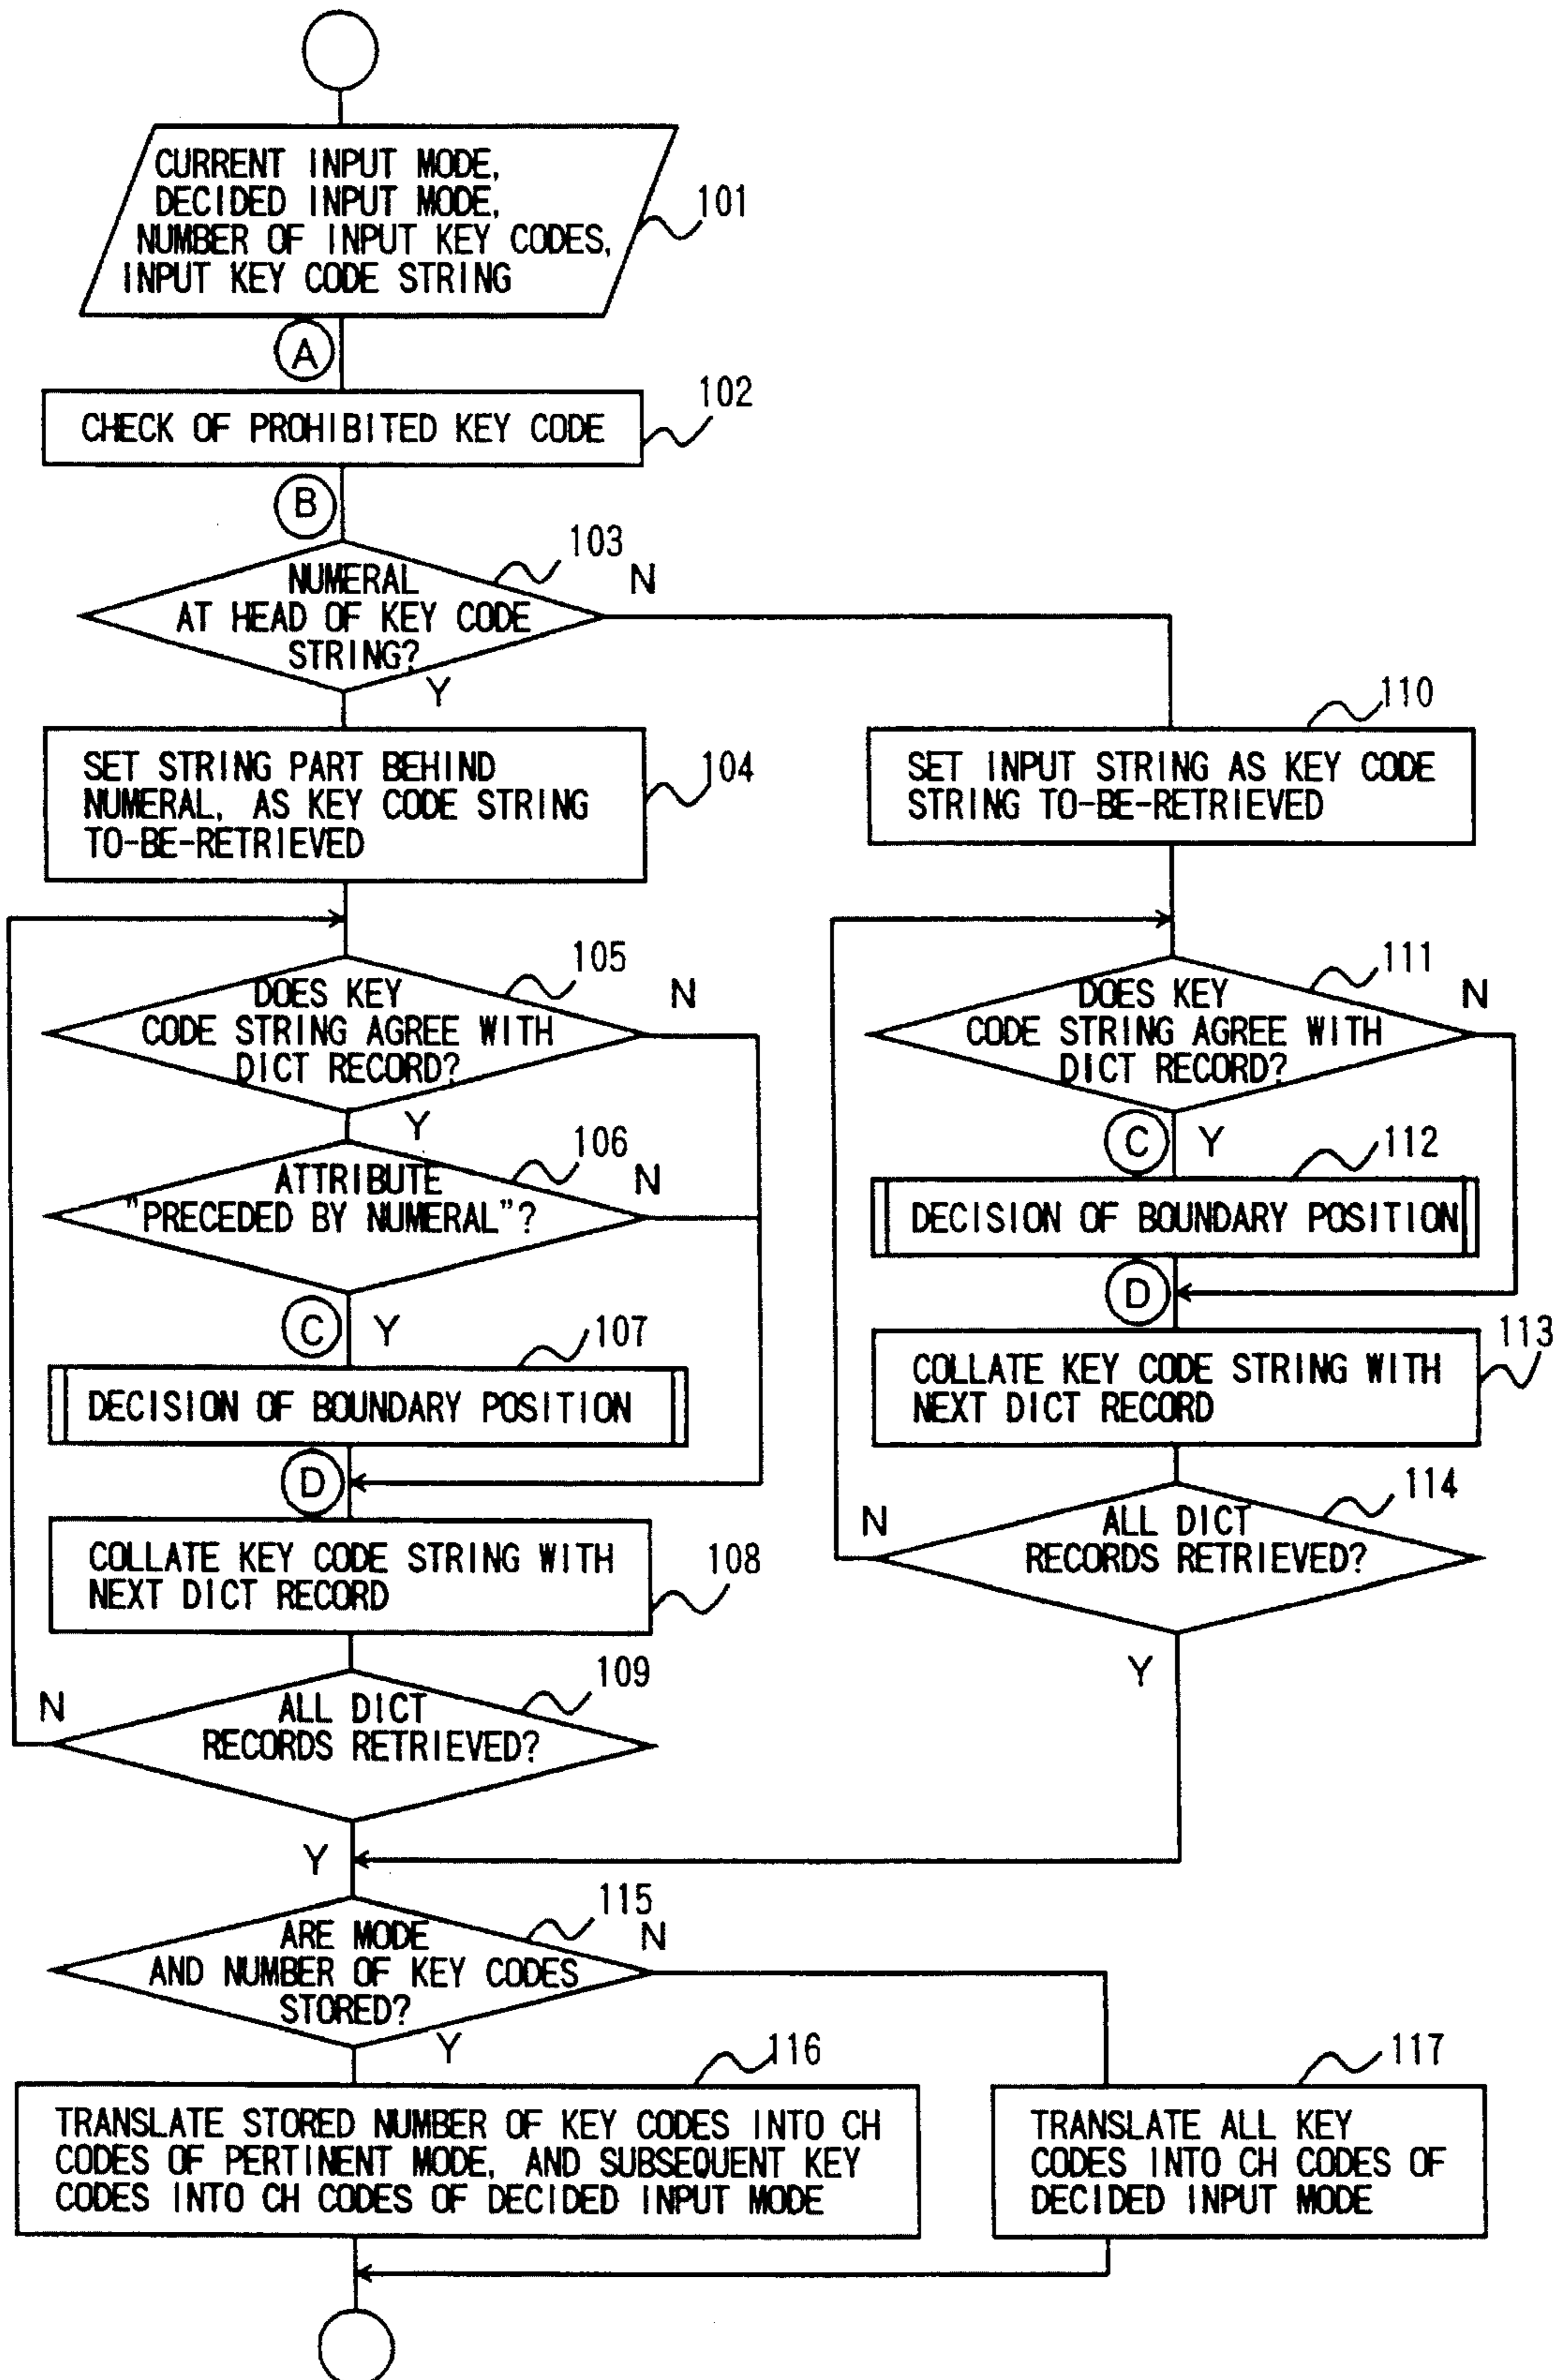 CURRENT INPUT MODE,
DECIDED INPUT MODE,
NUMBER OF INPUT KEY CODES,
INPUT KEY CODE STRING
101
A
102
CHECK OF PROHIBITED KEY CODE
B
103
N
NUMERAL
AT HEAD OF KEY CODE
STRING?
Y
104
SET STRING PART BEHIND
NUMERAL, AS KEY CODE STRING
TO-BE-RETRIEVED
105
N
DOES KEY
CODE STRING AGREE WITH
DICT RECORD?
Y
106
N
ATTRIBUTE
"PRECEDED BY NUMERAL"?
C
Y
107
DECISION OF BOUNDARY POSITION
D
COLLATE KEY CODE STRING WITH
NEXT DICT RECORD
108
109
N
ALL DICT
RECORDS RETRIEVED?
Y
110
SET INPUT STRING AS KEY CODE
STRING TO-BE-RETRIEVED
111
N
DOES KEY
CODE STRING AGREE WITH
DICT RECORD?
C
Y
112
DECISION OF BOUNDARY POSITION
D
113
COLLATE KEY CODE STRING WITH
NEXT DICT RECORD
114
N
ALL DICT
RECORDS RETRIEVED?
Y
115
N
ARE MODE
AND NUMBER OF KEY CODES
STORED?
Y
116
TRANSLATE STORED NUMBER OF KEY CODES INTO CH
CODES OF PERTINENT MODE, AND SUBSEQUENT KEY
CODES INTO CH CODES OF DECIDED INPUT MODE
117
TRANSLATE ALL KEY
CODES INTO CH CODES OF
DECIDED INPUT MODE